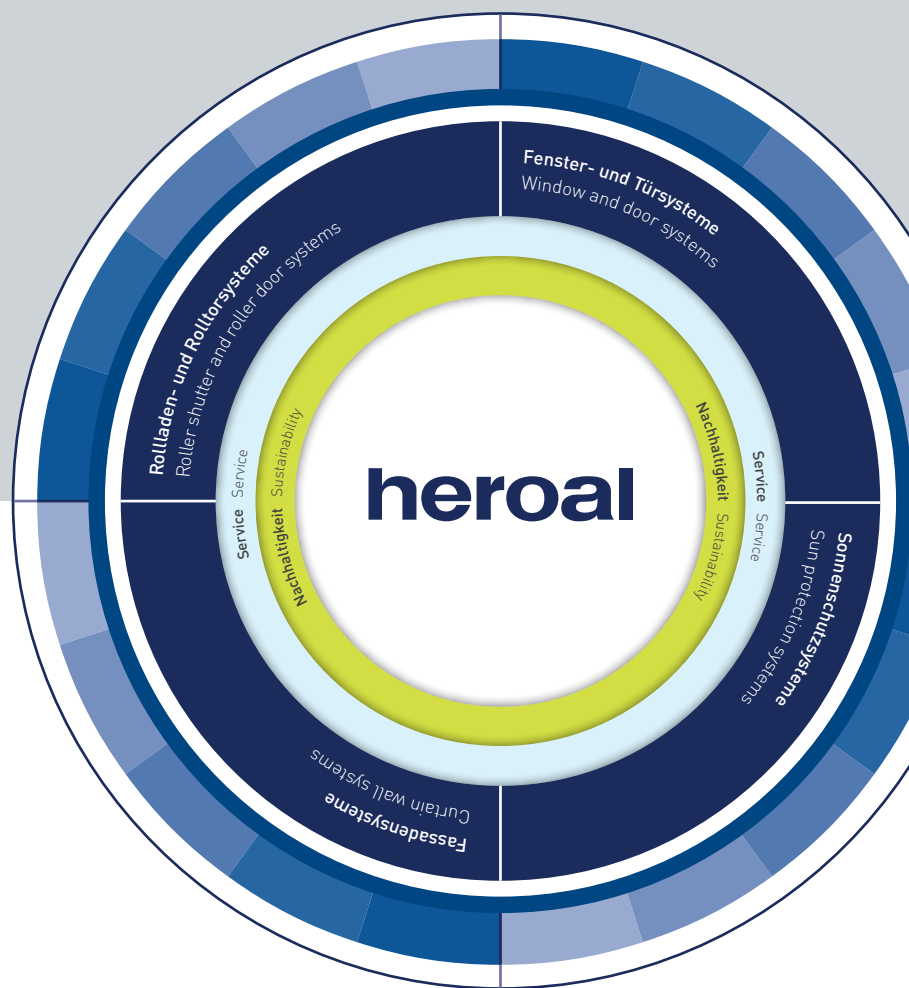 Fenster- und Türsysteme
Window and door systems
Rollladen- und Rolltorsysteme
Roller shutter and roller door systems
Service Service
Nachhaltigkeit Sustainability
heroal
Nachhaltigkeit Sustainability
Service Service
Sonnenschutzsysteme
Sun protection systems
Curtain wall systems
Fassadensysteme